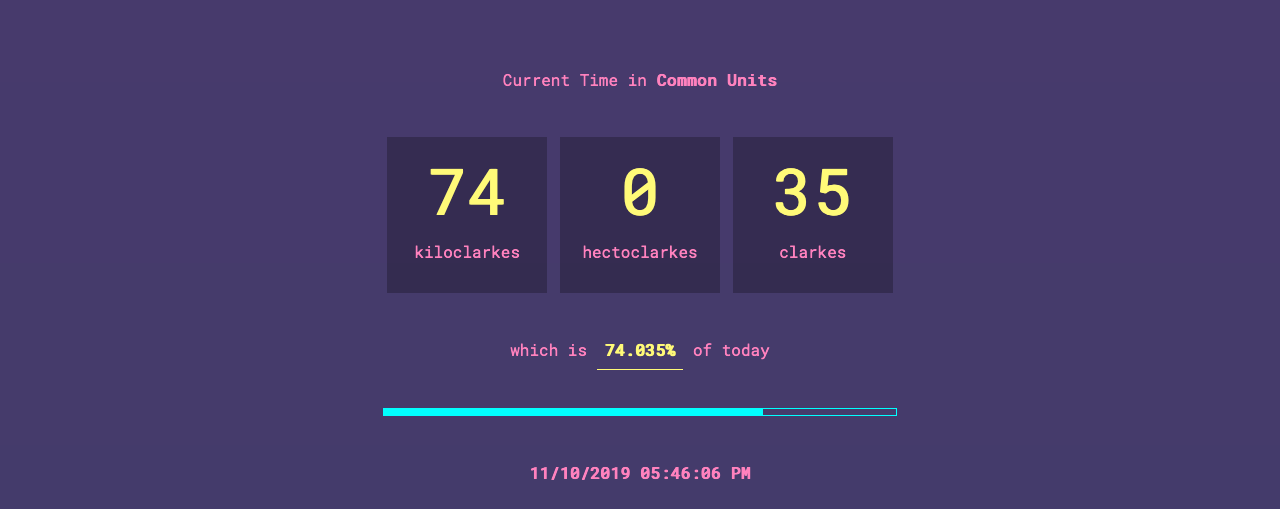 Current Time in Common Units
74 0 35
kiloclarkes hectoclarkes clarkes
which is 74.035% of today
11/10/2019 05:46:06 PM